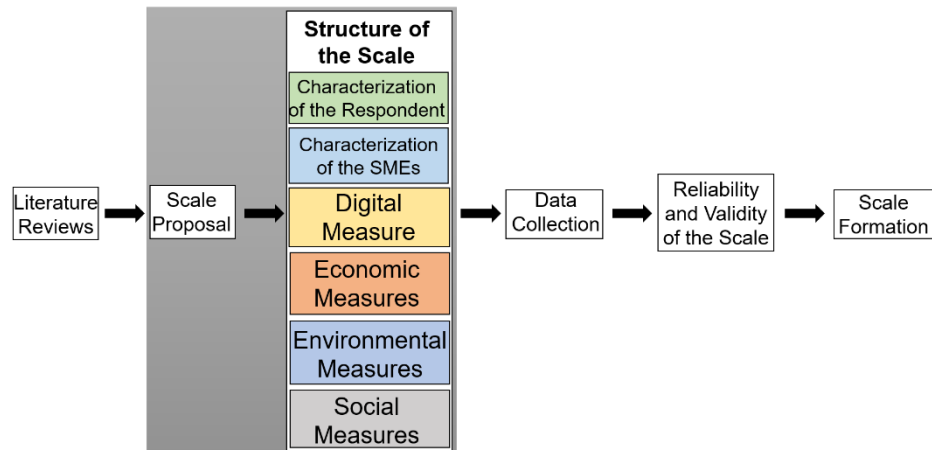 Literature
Reviews
Scale
Proposal
Structure of
the Scale
Characterization
of the Respondent
Characterization
of the SMEs
Digital
Measure
Economic
Measures
Environmental
Measures
Social
Measures
Data
Collection
Reliability
and Validity
of the Scale
Scale
Formation